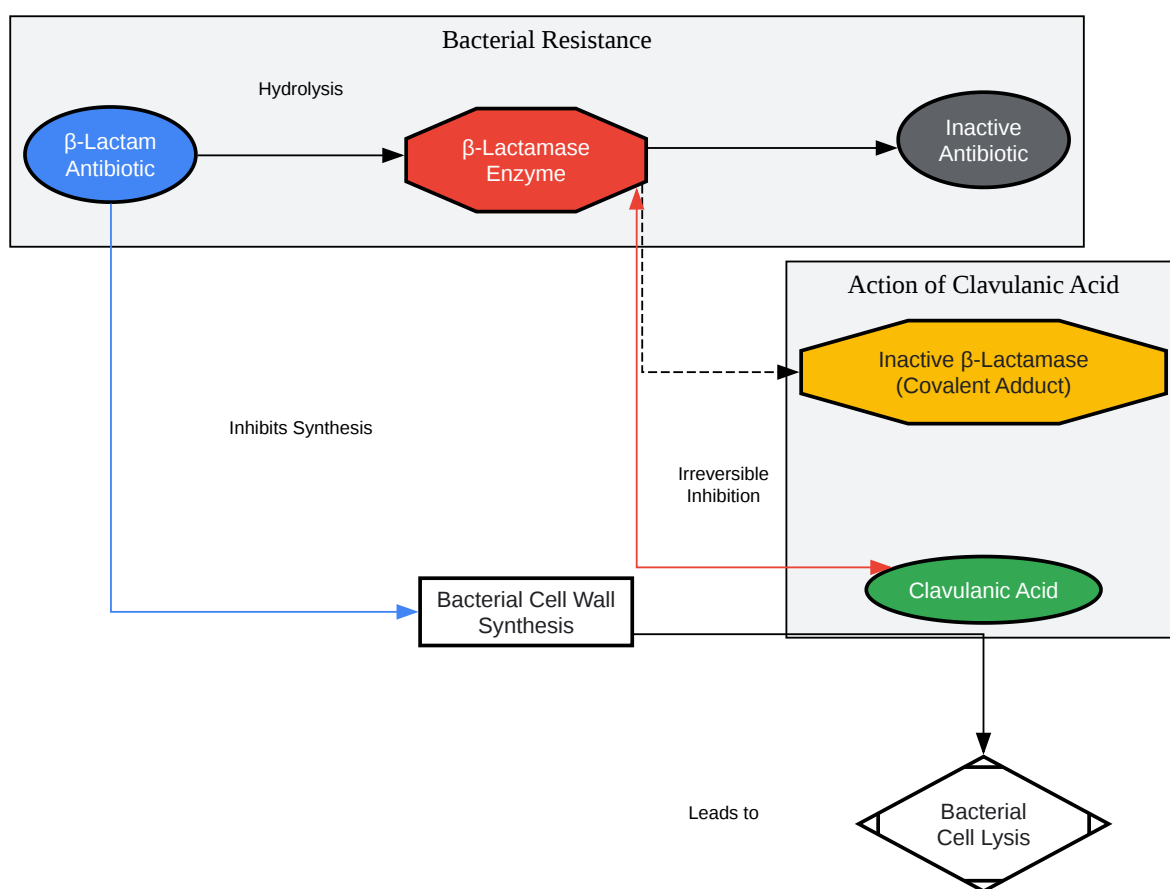 Bacterial Resistance
Hydrolysis
β-Lactam
Antibiotic
β-Lactamase
Enzyme
Inactive
Antibiotic
Action of Clavulanic Acid
Inactive β-Lactamase
(Covalent Adduct)
Inhibits Synthesis
Irreversible
Inhibition
Clavulanic Acid
Bacterial Cell Wall
Synthesis
Leads to
Bacterial
Cell Lysis